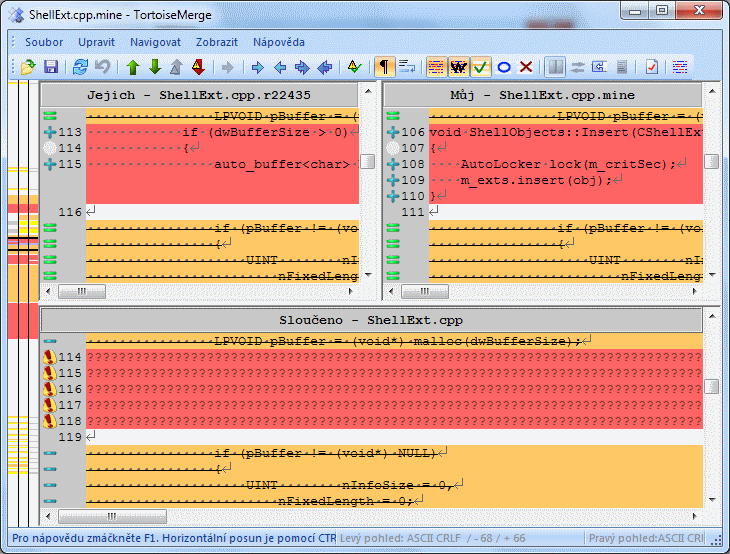 ShellExt.cpp.mine - TortoiseMerge
Soubor Upravit Navigovat Zobrazit Nápověda
Jejich - ShellExt.cpp.r22435
LPVOID pBuffer = (
113 if (dwBufferSize > 0)
114 {
115 auto_buffer<char>
116
if (pBuffer != (vo
{
UINT nI
nFixedLength
Můj - ShellExt.cpp.mine
LPVOID pBuffer = (
106 void ShellObjects::Insert(CShellExt
107 {
108 AutoLocker lock(m_critSec);
109 m_exts.insert(obj);
110 }
111
if (pBuffer != (vo
{
UINT nI
nFixedLeng
Sloučeno - ShellExt.cpp
LPVOID pBuffer = (void*) malloc(dwBufferSize);
114 ????????????????????????????????????????????????????????????????????????????
115 ????????????????????????????????????????????????????????????????????????????
116 ????????????????????????????????????????????????????????????????????????????
117 ????????????????????????????????????????????????????????????????????????????
118 ????????????????????????????????????????????????????????????????????????????
119
if (pBuffer != (void*) NULL)
{
UINT nInfoSize = 0,
nFixedLength = 0;
Pro nápovědu zmáčkněte F1. Horizontální posun je pomocí CTR Levý pohled: ASCII CRLF / - 68 / + 66 Pravý pohled:ASCII CRLF